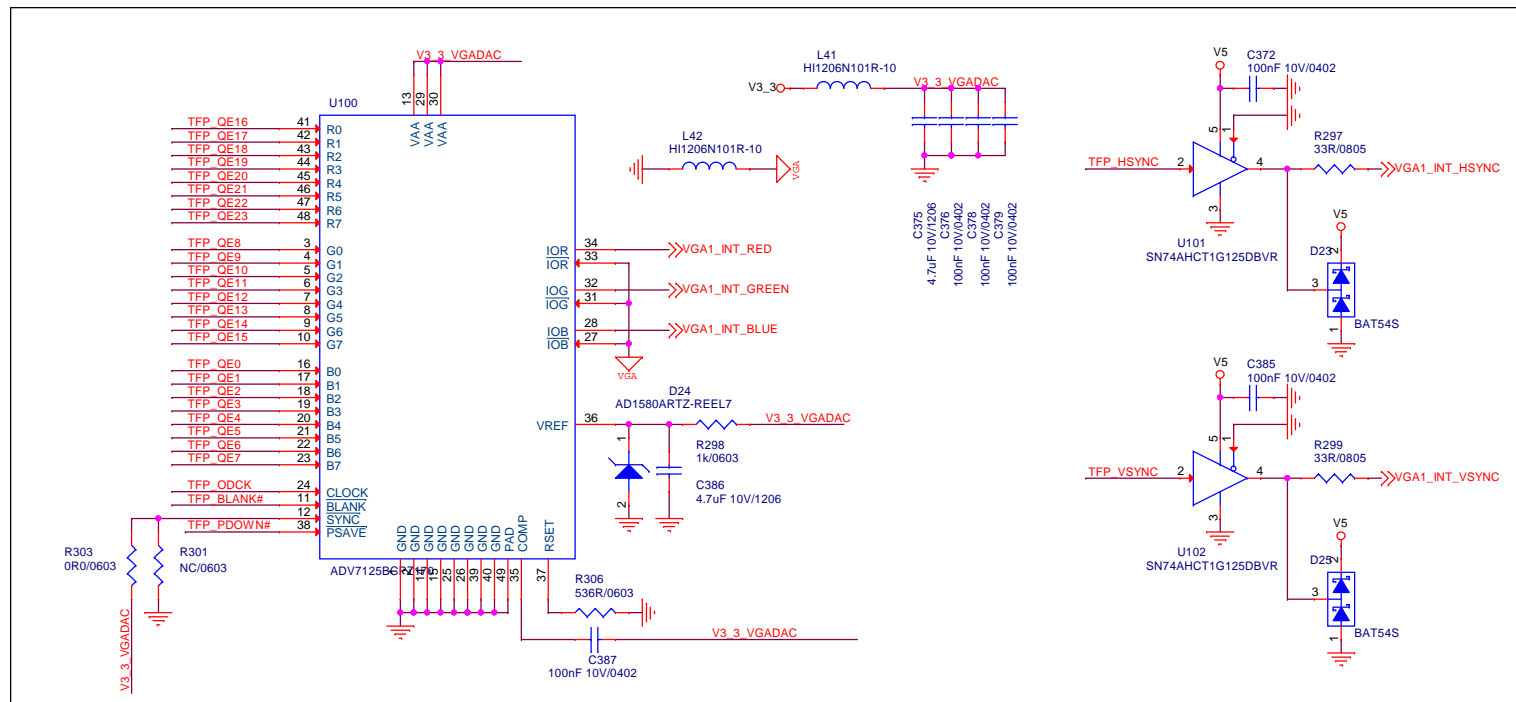 V3_3_VGADAC
U100
13
29
30
VAA
VAA
VAA
TFP_QE16 41 R0
TFP_QE17 42 R1
TFP_QE18 43 R2
TFP_QE19 44 R3
TFP_QE20 45 R4
TFP_QE21 46 R5
TFP_QE22 47 R6
TFP_QE23 48 R7
TFP_QE8 3 G0
TFP_QE9 4 G1
TFP_QE10 5 G2
TFP_QE11 6 G3
TFP_QE12 7 G4
TFP_QE13 8 G5
TFP_QE14 9 G6
TFP_QE15 10 G7
TFP_QE0 16 B0
TFP_QE1 17 B1
TFP_QE2 18 B2
TFP_QE3 19 B3
TFP_QE4 20 B4
TFP_QE5 21 B5
TFP_QE6 22 B6
TFP_QE7 23 B7
TFP_ODCK 24 CLOCK
TFP_BLANK# 11 BLANK
12 SYNC
TFP_PDOWN# 38 PSAVE
IOR 34 VGA1_INT_RED
IOR 33
IOG 32 VGA1_INT_GREEN
IOG 31
IOB 28 VGA1_INT_BLUE
IOB 27
VGA
VREF 36
D24
AD1580ARTZ-REEL7
V3_3_VGADAC
R298
1k/0603
1
2
C386
4.7uF 10V/1206
GND
GND
GND
GND
GND
GND
GND
GND
PAD
COMP
RSET
25
26
39
40
49
35
37
R303
0R0/0603
R301
NC/0603
V3_3_VGADAC
R306
536R/0603
C387
100nF 10V/0402
V3_3_VGADAC
L41
HI1206N101R-10
V3_3
V3_3_VGADAC
L42
HI1206N101R-10
VGA
C375
4.7uF 10V/1206
C376
100nF 10V/0402
C378
100nF 10V/0402
C379
100nF 10V/0402
V5
C372
100nF 10V/0402
5
1
TFP_HSYNC 2
4
3
R297
33R/0805
VGA1_INT_HSYNC
U101
SN74AHCT1G125DBVR
V5
D23
2
3
1
BAT54S
V5
C385
100nF 10V/0402
5
1
TFP_VSYNC 2
4
3
R299
33R/0805
VGA1_INT_VSYNC
U102
SN74AHCT1G125DBVR
V5
D25
2
3
1
BAT54S